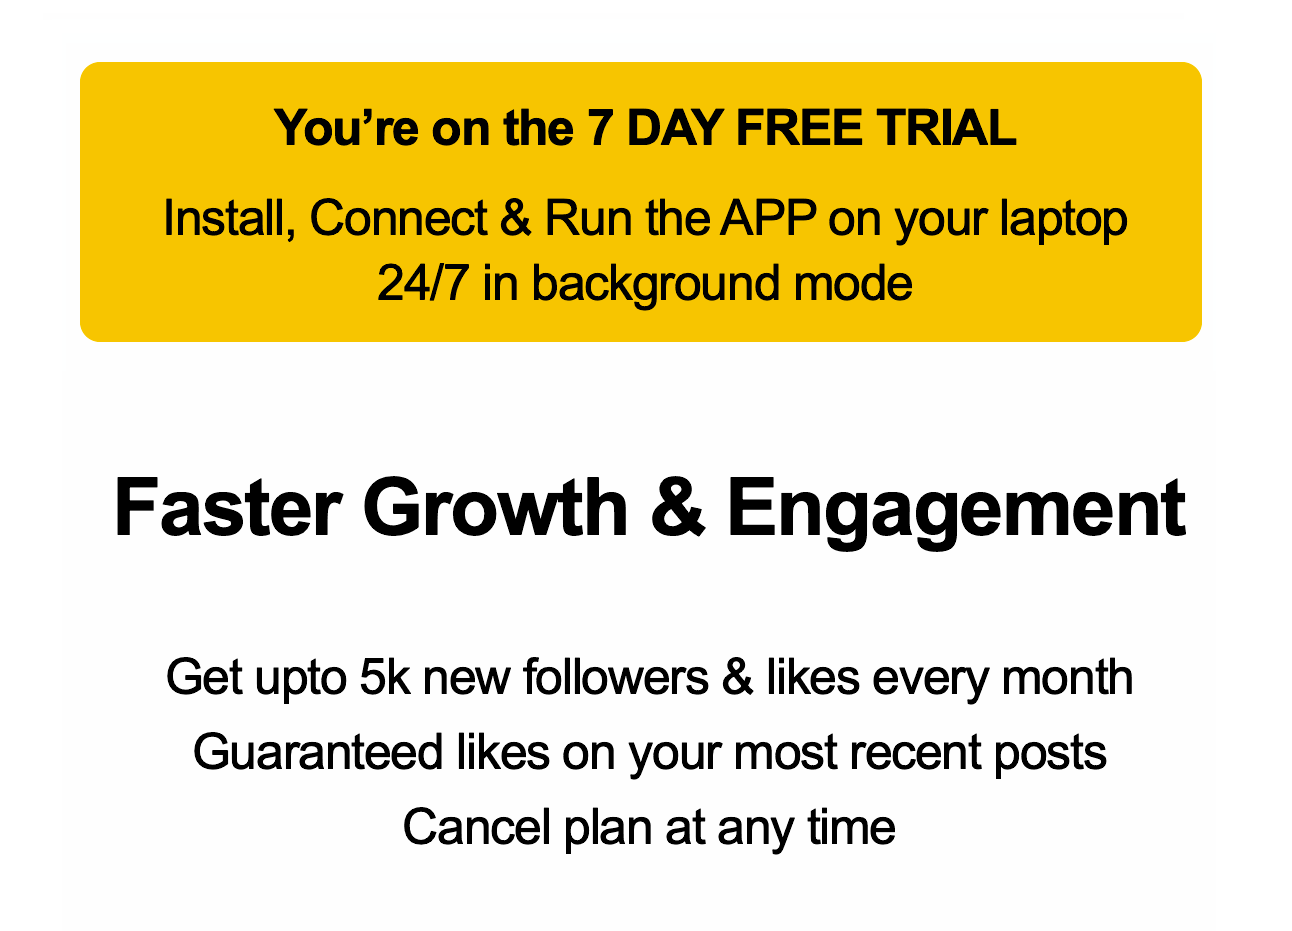 You’re on the 7 DAY FREE TRIAL
Install, Connect & Run the APP on your laptop
24/7 in background mode
Faster Growth & Engagement
Get upto 5k new followers & likes every month
Guaranteed likes on your most recent posts
Cancel plan at any time